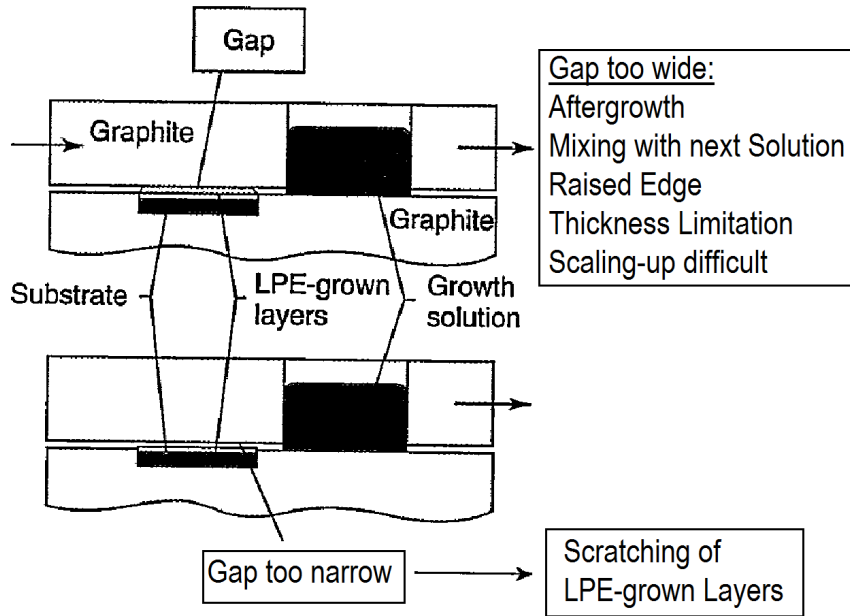 Gap
Graphite
Gap too wide:
Aftergrowth
Mixing with next Solution
Raised Edge
Thickness Limitation
Scaling-up difficult
Graphite
Substrate
LPE-grown
layers
Growth
solution
Gap too narrow
Scratching of
LPE-grown Layers